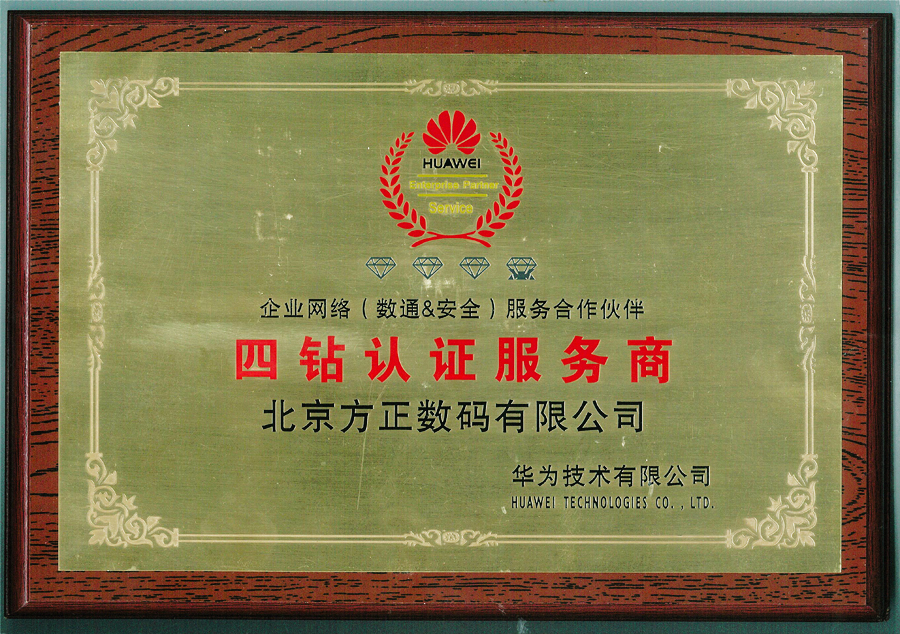 HUAWEI
Enterprise Partner
Service
企业网络（数通&安全）服务合作伙伴
四钻认证服务商
北京方正数码有限公司
华为技术有限公司
HUAWEI TECHNOLOGIES CO.,LTD.